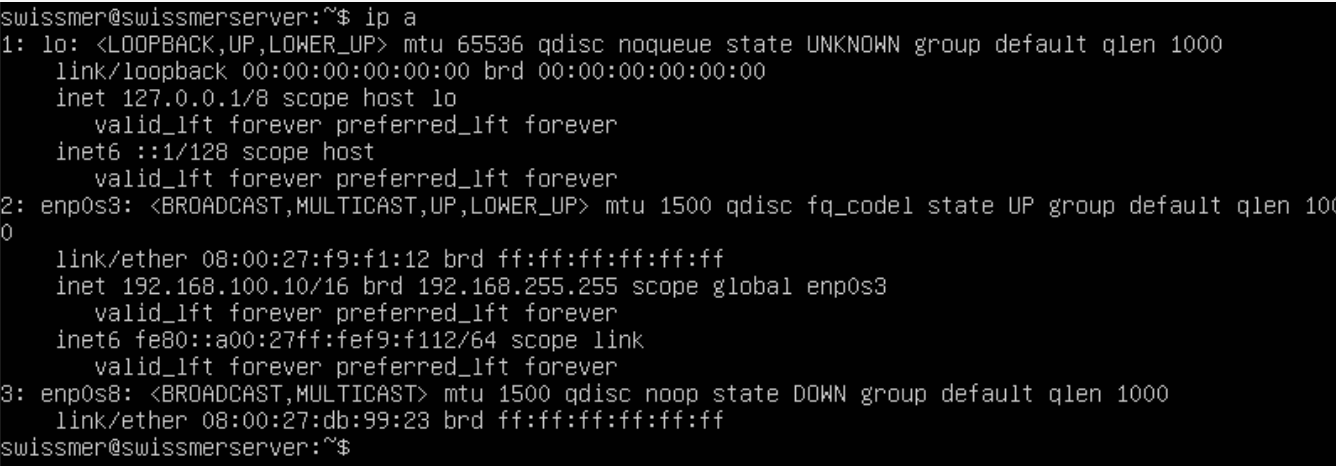 swissmer@swissmerserver:~$ ip a
1: lo: <LOOPBACK,UP,LOWER_UP> mtu 65536 qdisc noqueue state UNKNOWN group default qlen 1000
    link/loopback 00:00:00:00:00:00 brd 00:00:00:00:00:00
    inet 127.0.0.1/8 scope host lo
       valid_lft forever preferred_lft forever
    inet6 ::1/128 scope host
       valid_lft forever preferred_lft forever
2: enp0s3: <BROADCAST,MULTICAST,UP,LOWER_UP> mtu 1500 qdisc fq_codel state UP group default qlen 100
0
    link/ether 08:00:27:f9:f1:12 brd ff:ff:ff:ff:ff:ff
    inet 192.168.100.10/16 brd 192.168.255.255 scope global enp0s3
       valid_lft forever preferred_lft forever
    inet6 fe80::a00:27ff:fef9:f112/64 scope link
       valid_lft forever preferred_lft forever
3: enp0s8: <BROADCAST,MULTICAST> mtu 1500 qdisc noop state DOWN group default qlen 1000
    link/ether 08:00:27:db:99:23 brd ff:ff:ff:ff:ff:ff
swissmer@swissmerserver:~$